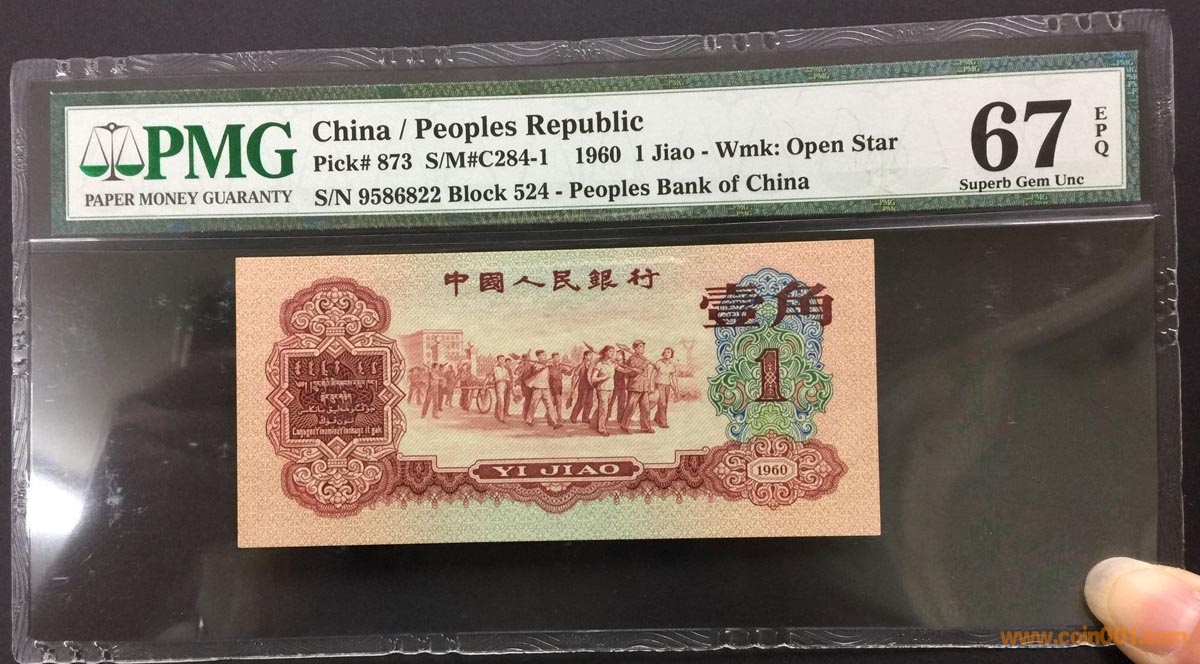 PMG
PAPER MONEY GUARANTY
China / Peoples Republic
Pick# 873 S/M#C284-1 1960 1 Jiao - Wmk: Open Star
S/N 9586822 Block 524 - Peoples Bank of China
67
EPQ
Superb Gem Unc
中國人民銀行
壹角
1
YI JIAO
1960
www.coin001.com